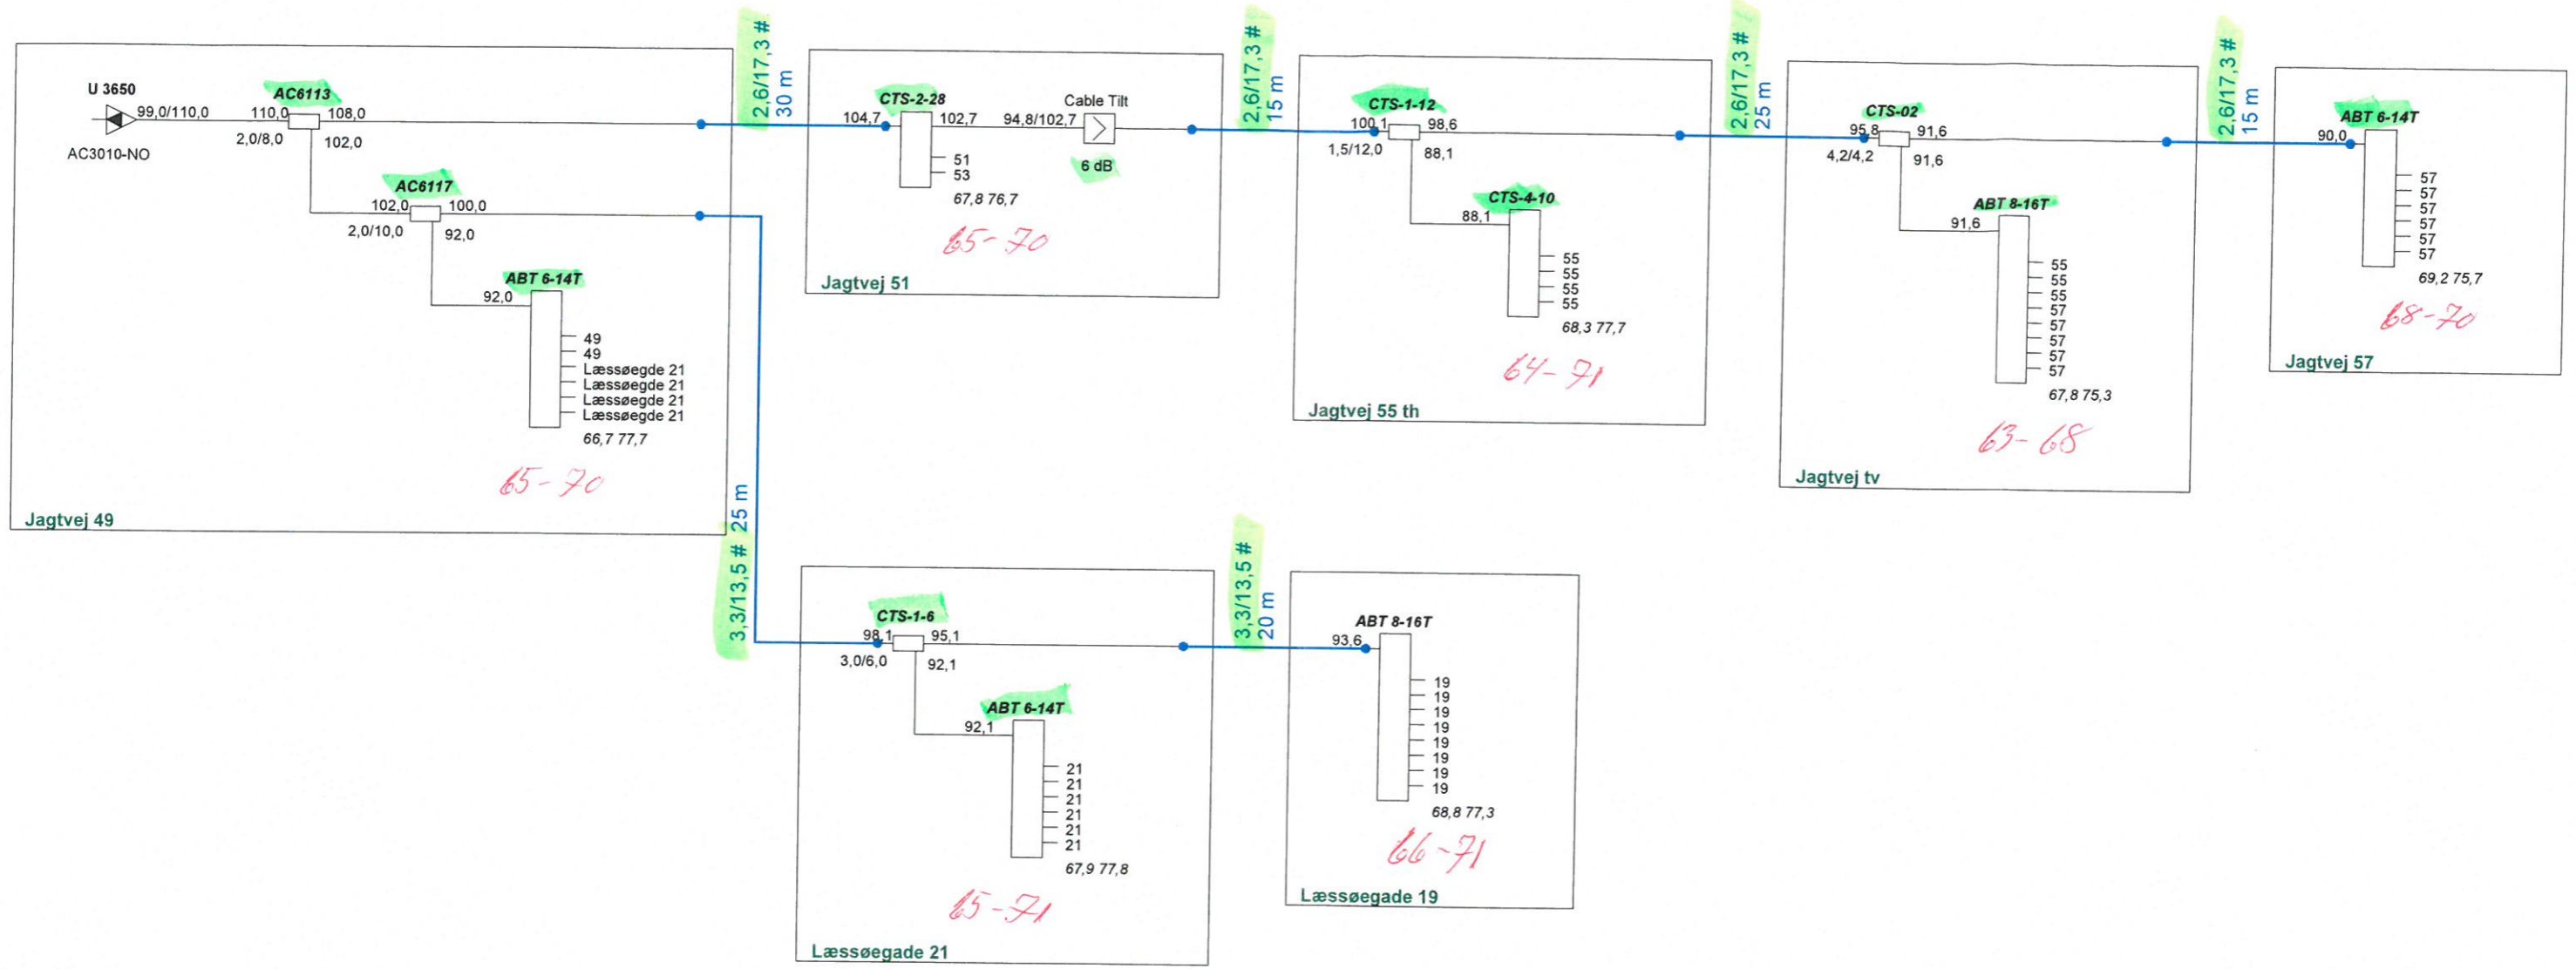 U 3650
99,0/110,0
AC3010-NO
AC6113
110,0
108,0
2,0/8,0
102,0
AC6117
102,0
100,0
2,0/10,0
92,0
ABT 6-14T
92,0
49
49
Læssøegde 21
Læssøegde 21
Læssøegde 21
Læssøegde 21
66,7 77,7
65-70
Jagtvej 49
2,6/17,3 #
30 m
CTS-2-28
104,7
102,7
94,8/102,7
Cable Tilt
6 dB
51
53
67,8 76,7
65-70
Jagtvej 51
2,6/17,3 #
15 m
CTS-1-12
100,1
98,6
1,5/12,0
88,1
CTS-4-10
88,1
55
55
55
55
68,3 77,7
64-71
Jagtvej 55 th
2,6/17,3 #
25 m
CTS-02
95,8
91,6
4,2/4,2
91,6
ABT 8-16T
91,6
55
55
55
57
57
57
57
57
67,8 75,3
63-68
Jagtvej tv
2,6/17,3 #
15 m
ABT 6-14T
90,0
57
57
57
57
57
57
69,2 75,7
68-70
Jagtvej 57
3,3/13,5 # 25 m
CTS-1-6
98,1
95,1
3,0/6,0
92,1
ABT 6-14T
92,1
21
21
21
21
21
21
67,9 77,8
65-71
Læssøegade 21
3,3/13,5 #
20 m
ABT 8-16T
93,6
19
19
19
19
19
19
19
19
68,8 77,3
66-71
Læssøegade 19